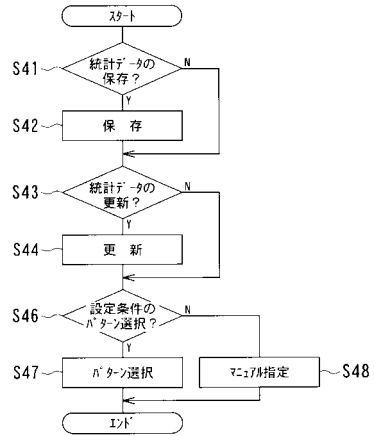 スタート
S41
統計データの
保存?
N
Y
S42
保 存
S43
統計データの
更新?
N
Y
S44
更 新
S46
設定条件の
パターン選択?
N
Y
S47
パターン選択
マニュアル指定
S48
エンド